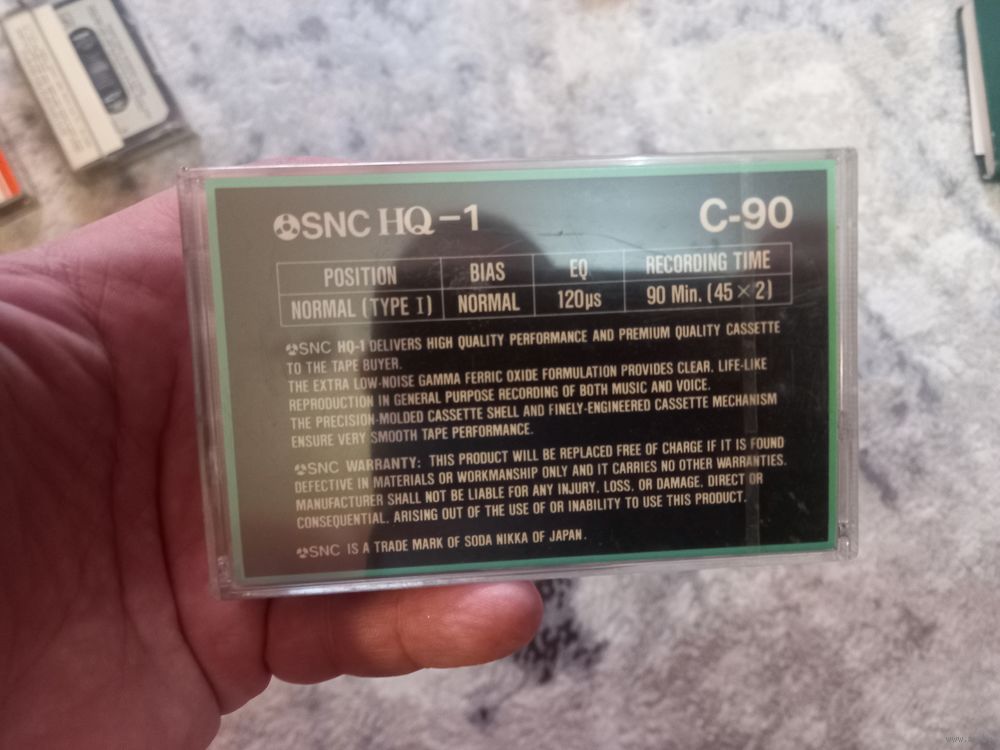 SNC HQ-1 C-90
POSITION BIAS EQ RECORDING TIME
NORMAL (TYPE I) NORMAL 120µs 90 Min. (45×2)
SNC HQ-1 DELIVERS HIGH QUALITY PERFORMANCE AND PREMIUM QUALITY CASSETTE
TO THE TAPE BUYER.
THE EXTRA LOW-NOISE GAMMA FERRIC OXIDE FORMULATION PROVIDES CLEAR, LIFE-LIKE
REPRODUCTION IN GENERAL PURPOSE RECORDING OF BOTH MUSIC AND VOICE.
THE PRECISION-MOLDED CASSETTE SHELL AND FINELY-ENGINEERED CASSETTE MECHANISM
ENSURE VERY SMOOTH TAPE PERFORMANCE.
SNC WARRANTY: THIS PRODUCT WILL BE REPLACED FREE OF CHARGE IF IT IS FOUND
DEFECTIVE IN MATERIALS OR WORKMANSHIP ONLY AND IT CARRIES NO OTHER WARRANTIES.
MANUFACTURER SHALL NOT BE LIABLE FOR ANY INJURY, LOSS, OR DAMAGE, DIRECT OR
CONSEQUENTIAL, ARISING OUT OF THE USE OF OR INABILITY TO USE THIS PRODUCT.
SNC IS A TRADE MARK OF SODA NIKKA OF JAPAN.